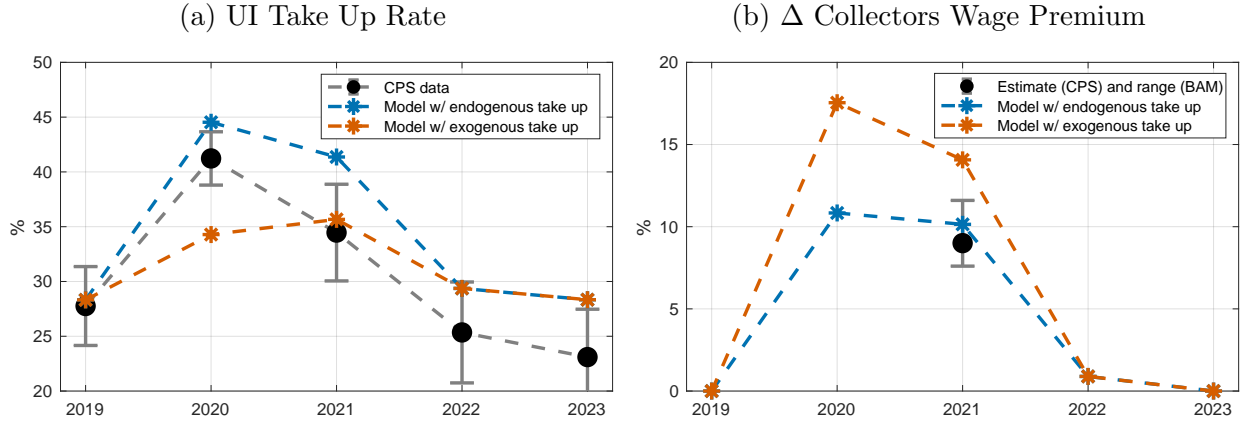 (a) UI Take Up Rate
50
45
40
35
30
25
20
%
2019 2020 2021 2022 2023
CPS data
Model w/ endogenous take up
Model w/ exogenous take up
(b) Δ Collectors Wage Premium
20
15
10
5
0
%
2019 2020 2021 2022 2023
Estimate (CPS) and range (BAM)
Model w/ endogenous take up
Model w/ exogenous take up